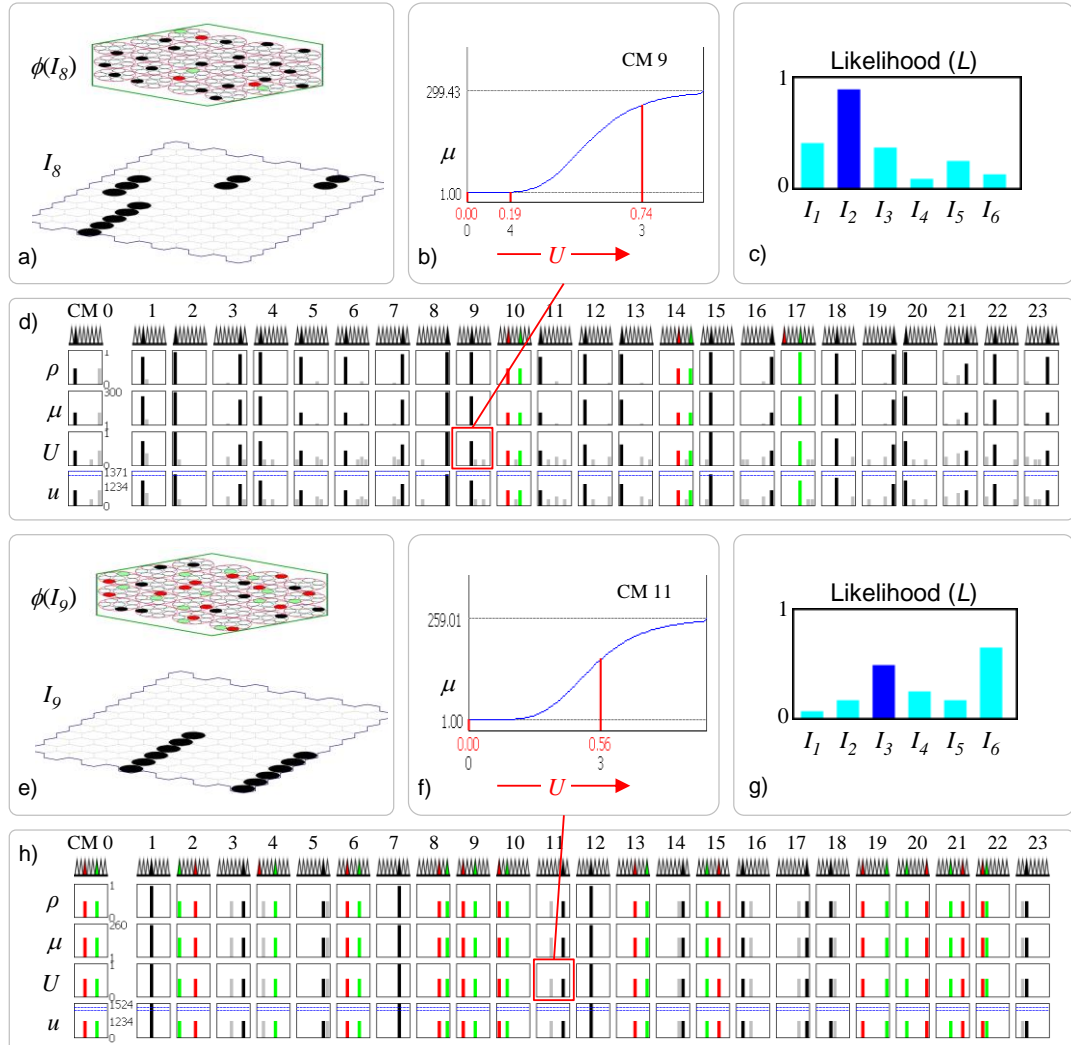 ϕ(I8)
I8
a)
CM 9
299.43
μ
1.00
0.00 0.19 0.74
0 4 3
b) U
Likelihood (L)
1
0
I1 I2 I3 I4 I5 I6
c)
d) CM 0 1 2 3 4 5 6 7 8 9 10 11 12 13 14 15 16 17 18 19 20 21 22 23
ρ 1 0
μ 300 1
U 1 0
u 1371 1234 0
ϕ(I9)
I9
e)
CM 11
259.01
μ
1.00
0.00 0.56
0 3
f) U
Likelihood (L)
1
0
I1 I2 I3 I4 I5 I6
g)
h) CM 0 1 2 3 4 5 6 7 8 9 10 11 12 13 14 15 16 17 18 19 20 21 22 23
ρ 1 0
μ 260 1
U 1 0
u 1524 1234 0